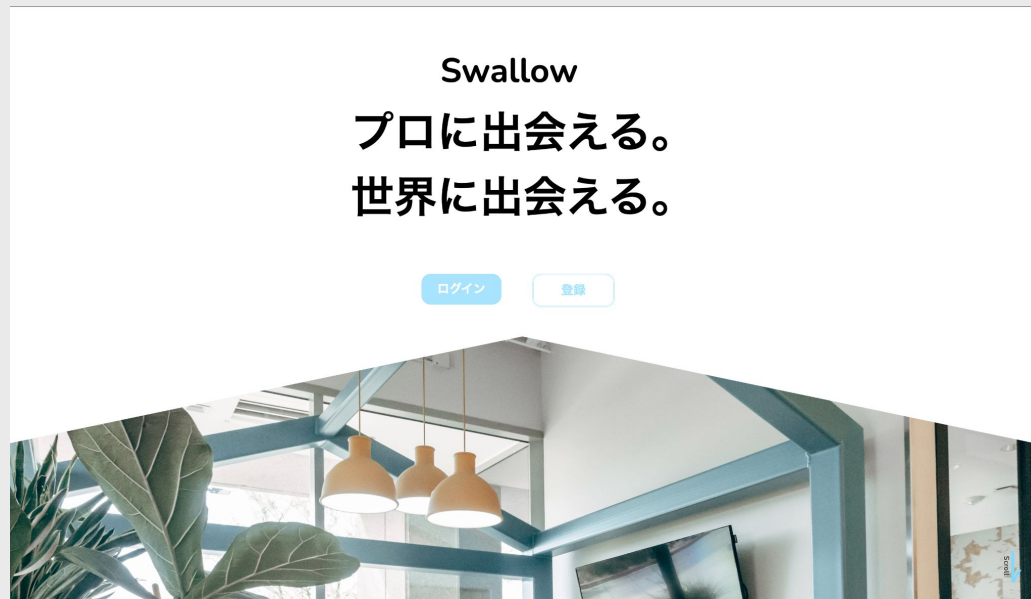 Swallow
プロに出会える。
世界に出会える。
ログイン
登録
Scroll